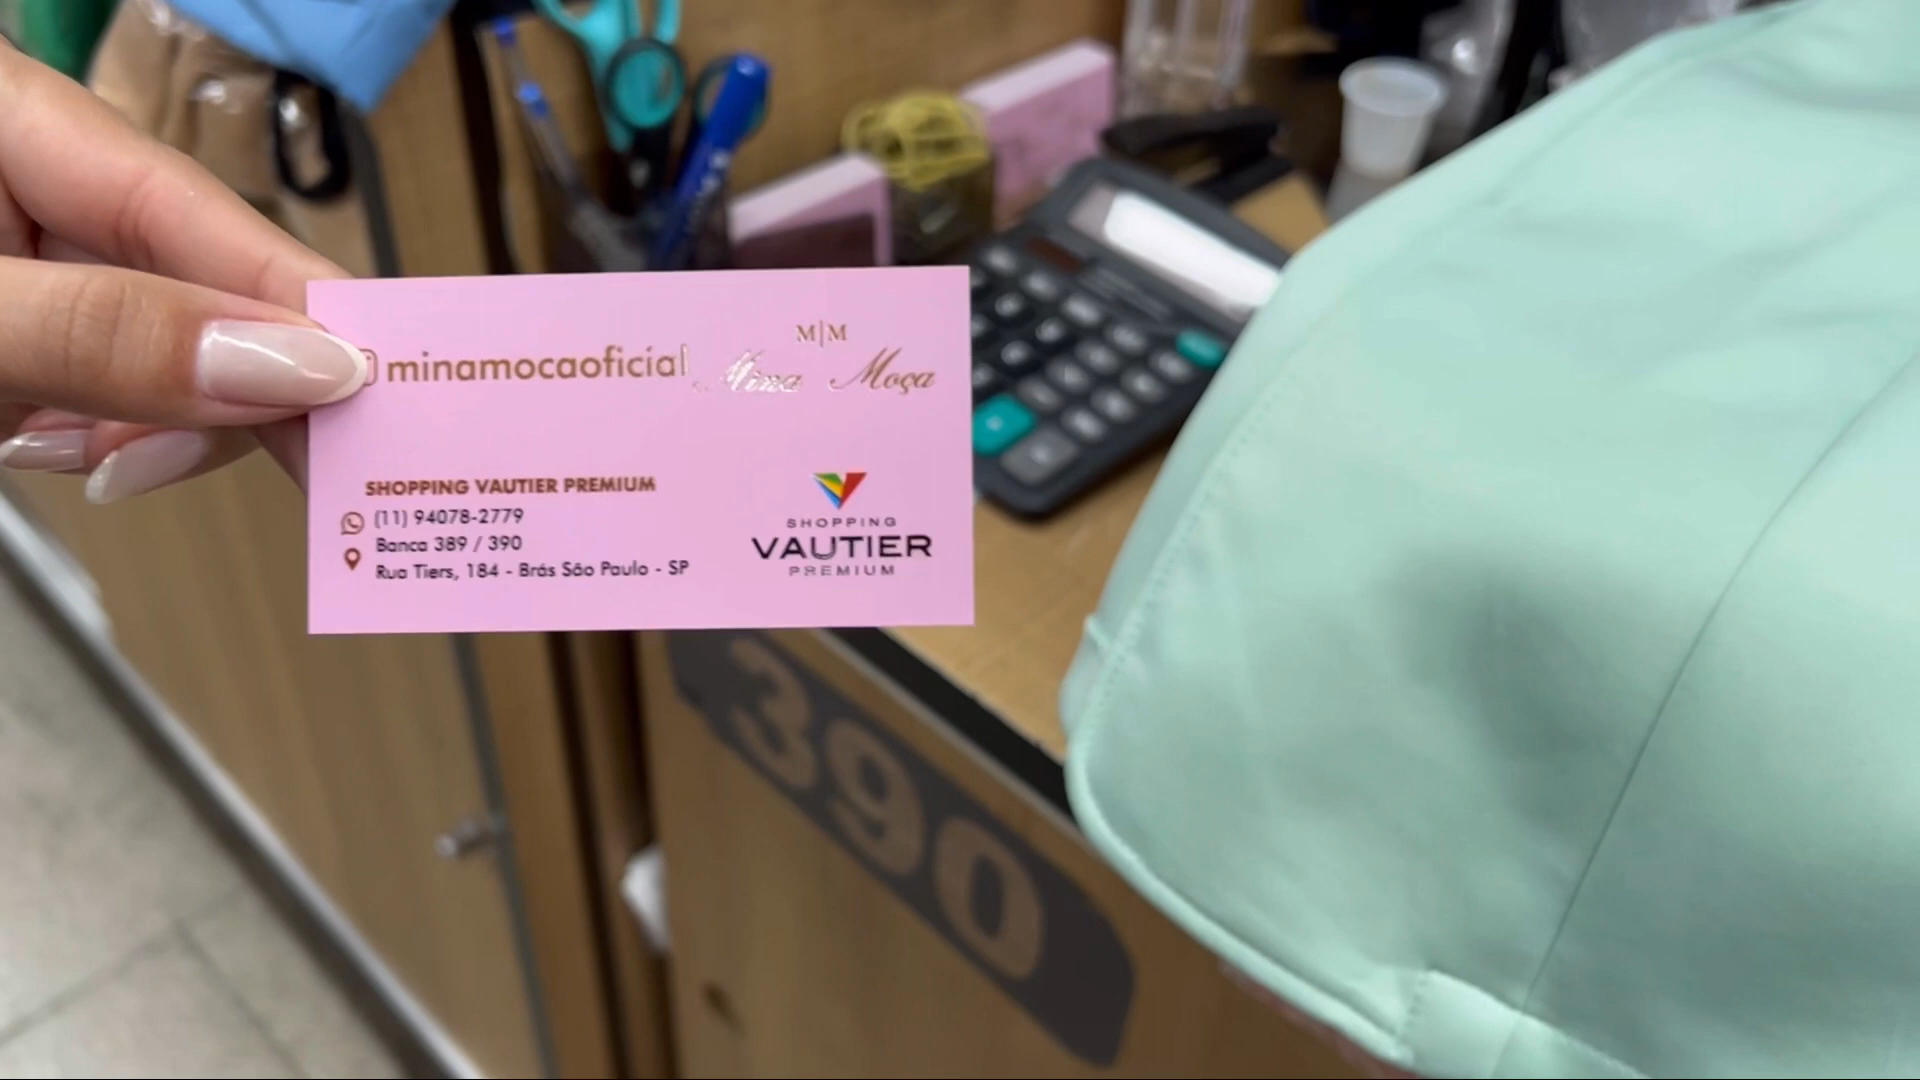 minamocaoficial
M|M
Mina Moça
SHOPPING VAUTIER PREMIUM
(11) 94078-2779
Banca 389 / 390
Rua Tiers, 184 - Brás São Paulo - SP
SHOPPING
VAUTIER
PREMIUM
390